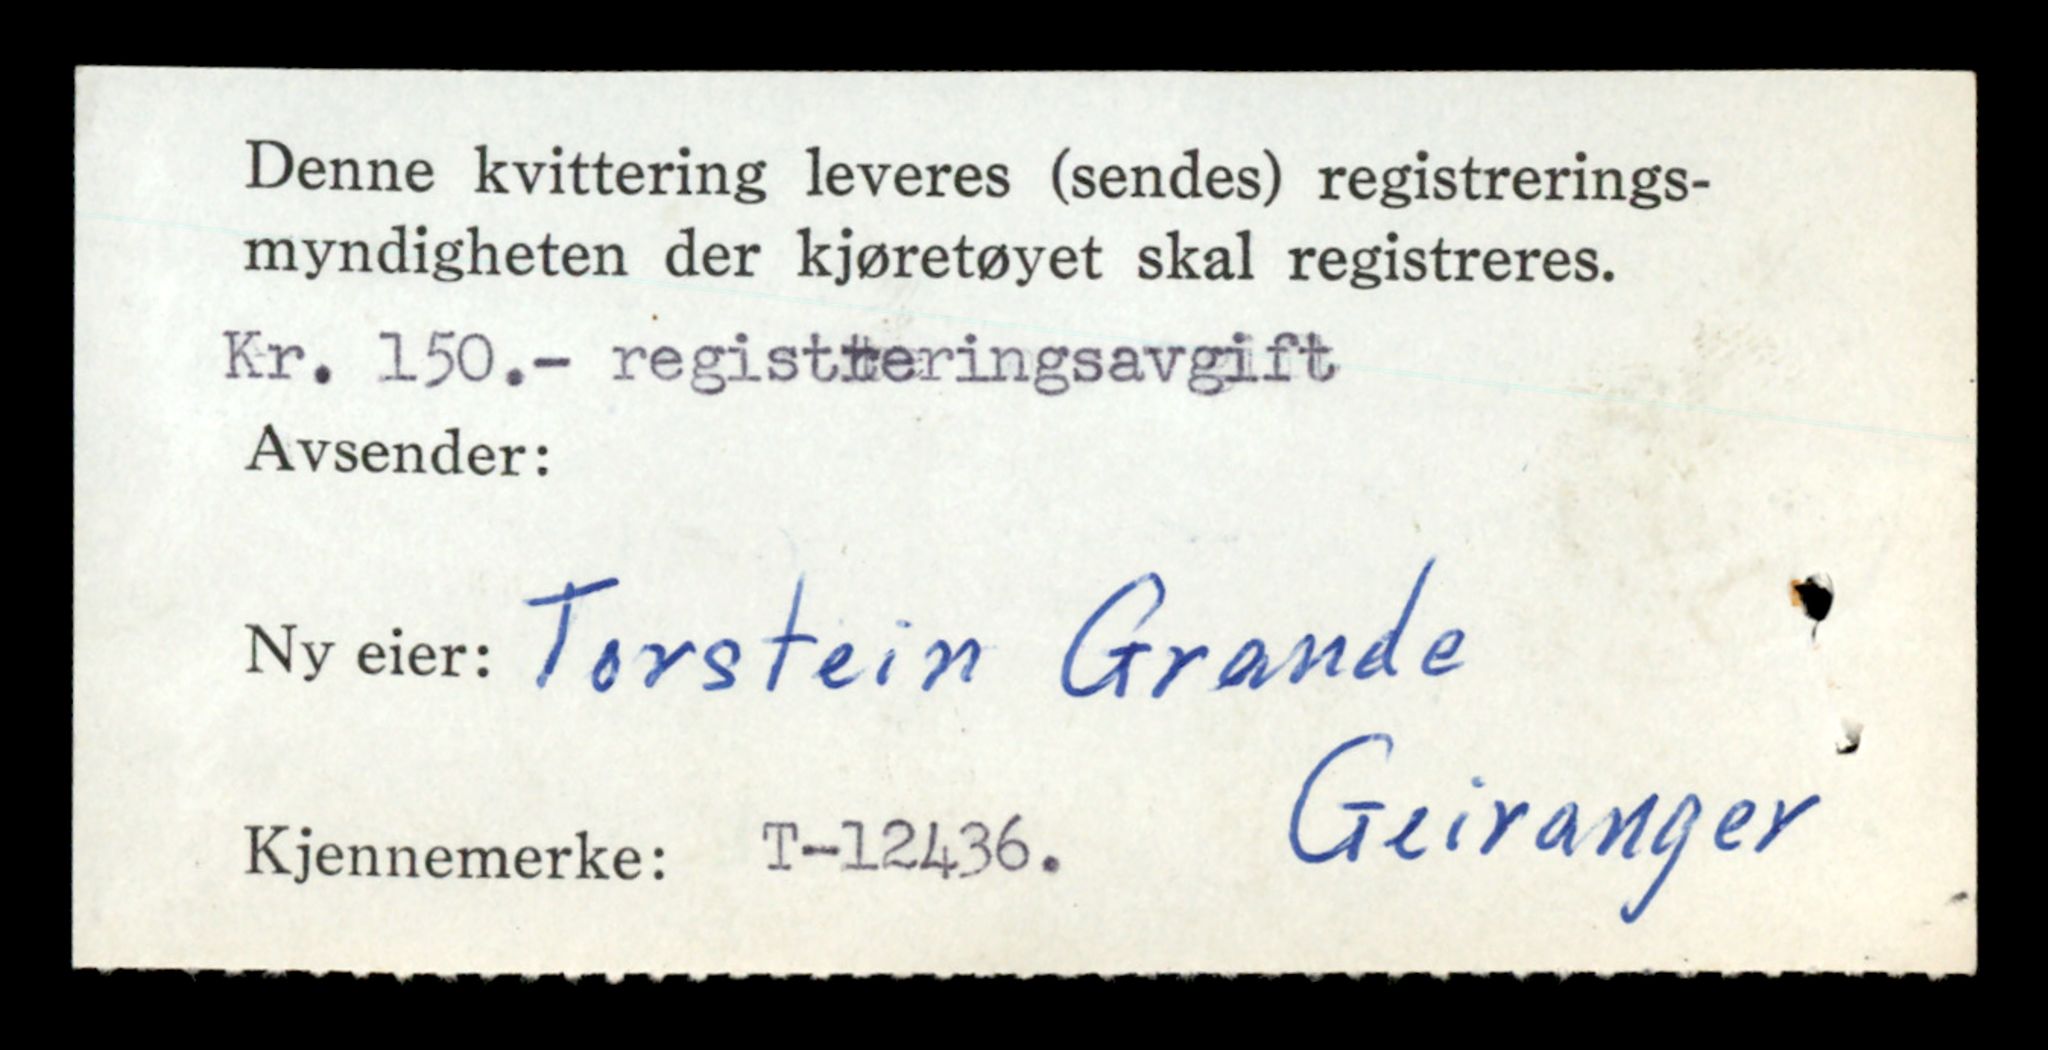 Denne kvittering leveres (sendes) registrerings-
myndigheten der kjøretøyet skal registreres.
Kr. 150.- registreringsavgift
Avsender:
Ny eier: Torstein Grande
Geiranger
Kjennemerke: T-12436.